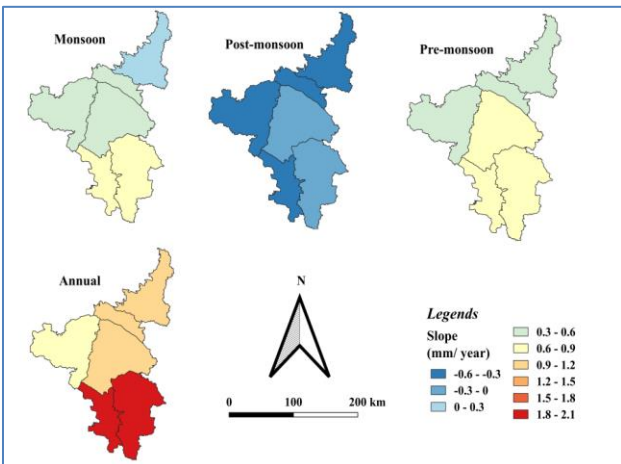 Monsoon
Post-monsoon
Pre-monsoon
Annual
N
0 100 200 km
Legends
Slope
(mm/ year)
-0.6 - -0.3
-0.3 - 0
0 - 0.3
0.3 - 0.6
0.6 - 0.9
0.9 - 1.2
1.2 - 1.5
1.5 - 1.8
1.8 - 2.1